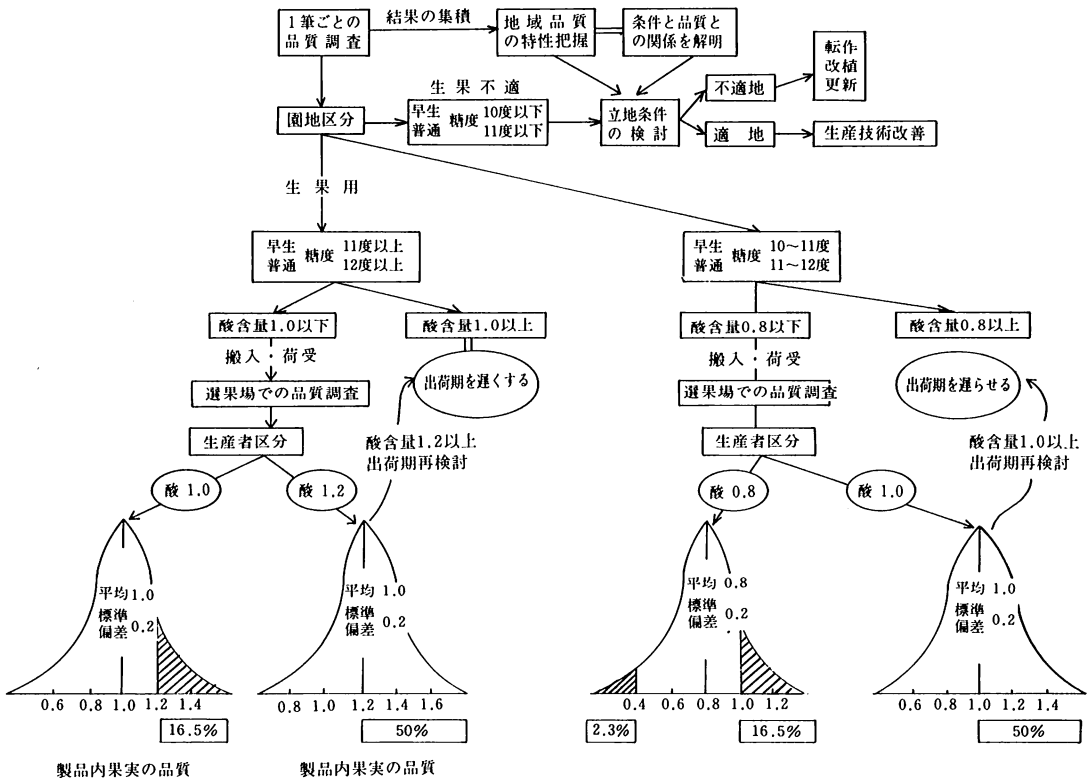 1筆ごとの
品質調査
結果の集積
地域品質
の特性把握
条件と品質と
の関係を解明
転作
改植
更新
不適地
生果不適
園地区分
早生 糖度 10度以下
普通 11度以下
立地条件
の検討
適地
生産技術改善
生果用
早生 糖度 11度以上
普通 12度以上
早生 糖度 10～11度
普通 11～12度
酸含量1.0以下
酸含量1.0以上
酸含量0.8以下
酸含量0.8以上
搬入・荷受
出荷期を遅くする
搬入・荷受
出荷期を遅らせる
選果場での品質調査
選果場での品質調査
生産者区分
酸含量1.2以上
出荷期再検討
生産者区分
酸含量1.0以上
出荷期再検討
酸 1.0
酸 1.2
酸 0.8
酸 1.0
平均 1.0
標準
偏差 0.2
平均 1.0
標準
偏差 0.2
平均 0.8
標準
偏差 0.2
平均 1.0
標準
偏差 0.2
0.6 0.8 1.0 1.2 1.4
0.8 1.0 1.2 1.4 1.6
0.4 0.6 0.8 1.0 1.2
0.6 0.8 1.0 1.2 1.4
16.5%
50%
2.3%
16.5%
50%
製品内果実の品質
製品内果実の品質